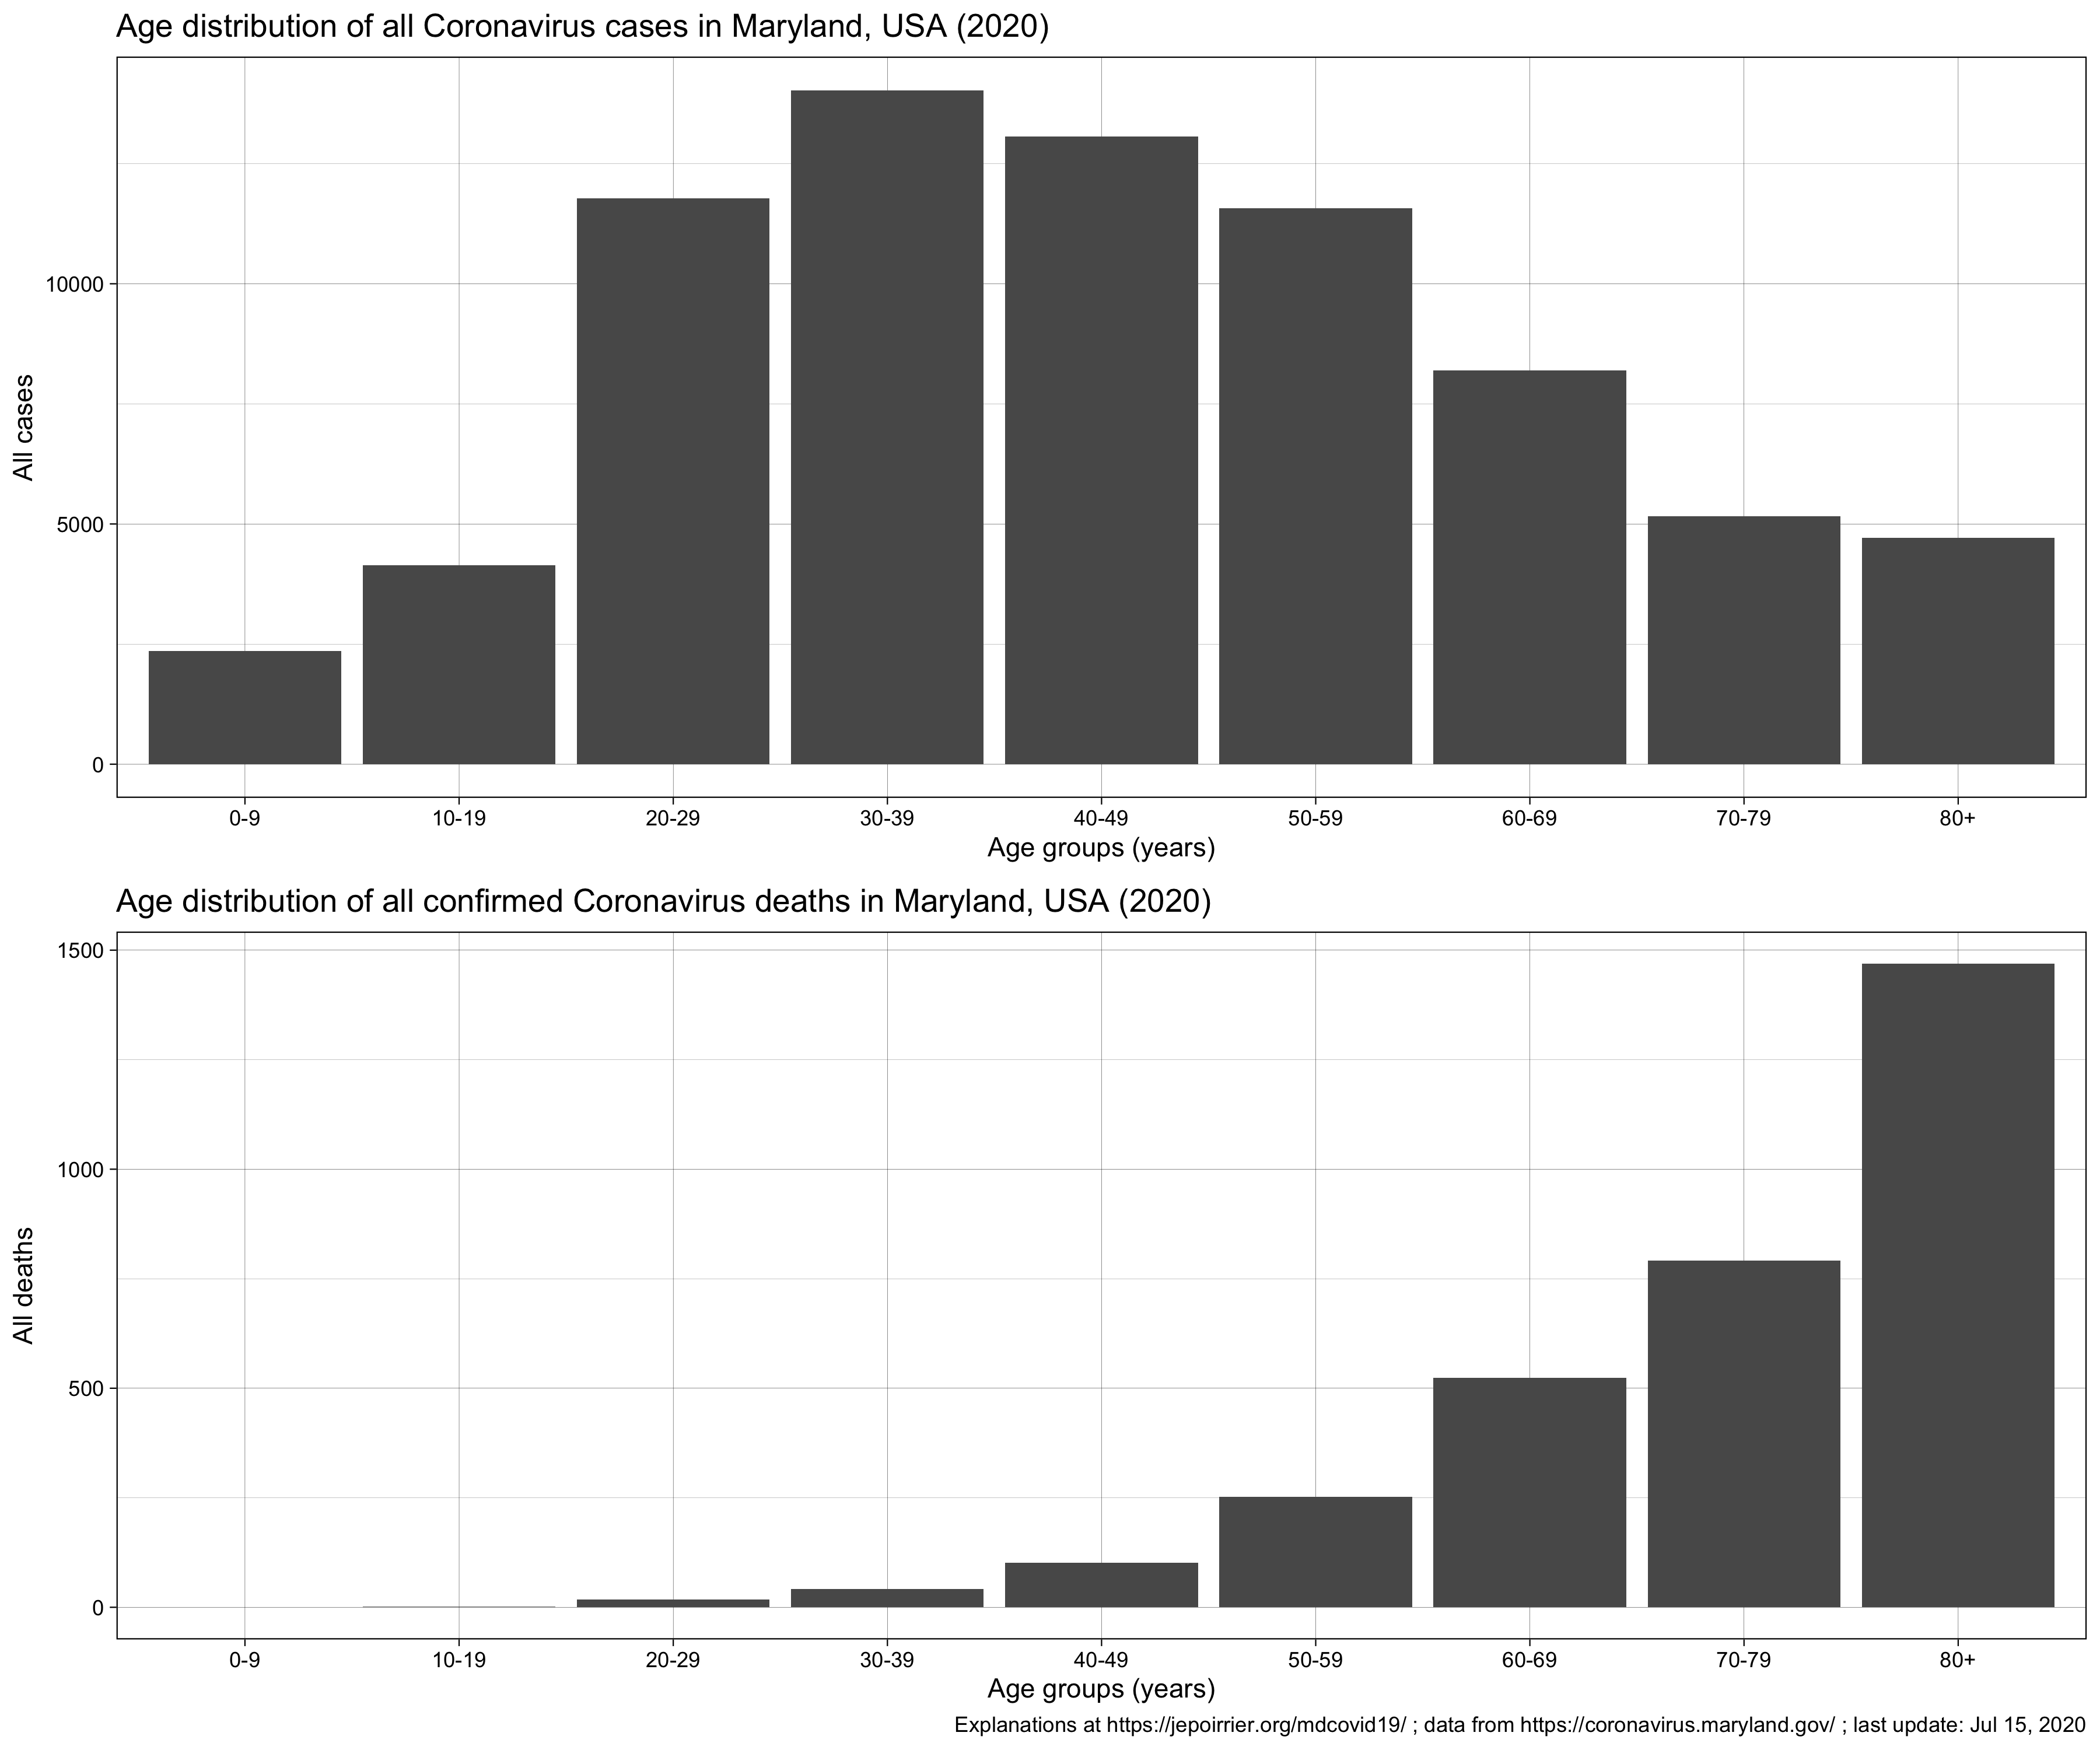 Age distribution of all Coronavirus cases in Maryland, USA (2020)
All cases
10000
5000
0
0-9 10-19 20-29 30-39 40-49 50-59 60-69 70-79 80+
Age groups (years)
Age distribution of all confirmed Coronavirus deaths in Maryland, USA (2020)
All deaths
1500
1000
500
0
0-9 10-19 20-29 30-39 40-49 50-59 60-69 70-79 80+
Age groups (years)
Explanations at https://jepoirrier.org/mdcovid19/ ; data from https://coronavirus.maryland.gov/ ; last update: Jul 15, 2020